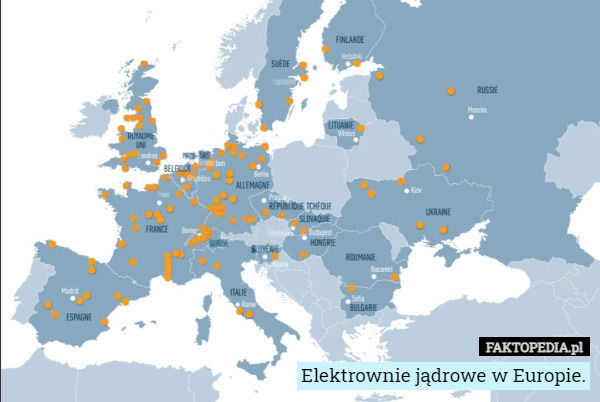 FINLANDE
Helsinki
SUÈDE
RUSSIE
Moscou
LITUANIE
Vilnius
ROYAUME
UNI
Londres
PAYS-BAS
BELGIQUE
Bruxelles
Berlin
ALLEMAGNE
Paris
Kiev
UKRAINE
RÉPUBLIQUE TCHÈQUE
SLOVAQUIE
Budapest
HONGRIE
FRANCE
Berne
SUISSE
SLOVÉNIE
ROUMANIE
Bucarest
Sofia
BULGARIE
ITALIE
Rome
Madrid
ESPAGNE
FAKTOPEDIA.pl
Elektrownie jądrowe w Europie.